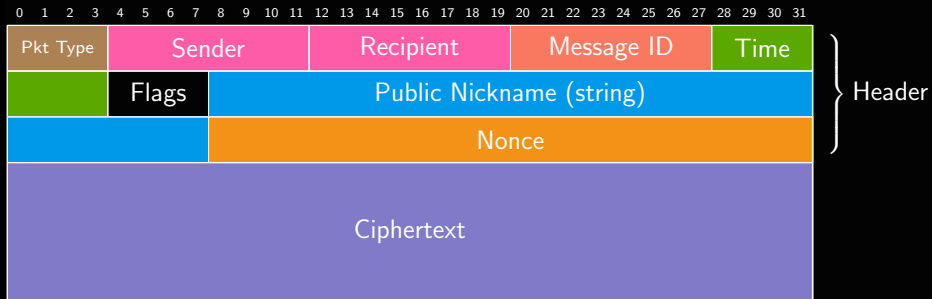 0 1 2 3 4 5 6 7 8 9 10 11 12 13 14 15 16 17 18 19 20 21 22 23 24 25 26 27 28 29 30 31
Pkt Type Sender Recipient Message ID Time
Flags Public Nickname (string) Header
Nonce
Ciphertext